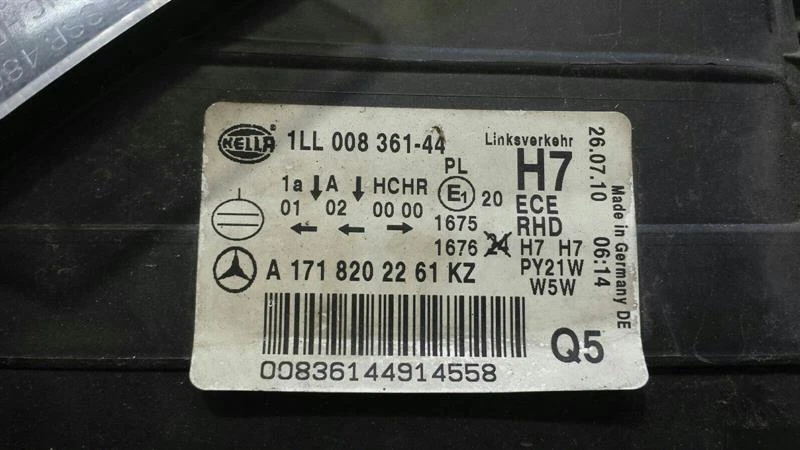 HELLA
1LL 008 361-44
Linksverkehr
26.07.10
Made in Germany DE
06:14
1a A HCHR
01 02 00 00
PL
E1 20
1675
1676 24
H7
ECE
RHD
H7 H7
PY21W
W5W
A 171 820 22 61 KZ
Q5
00836144914558